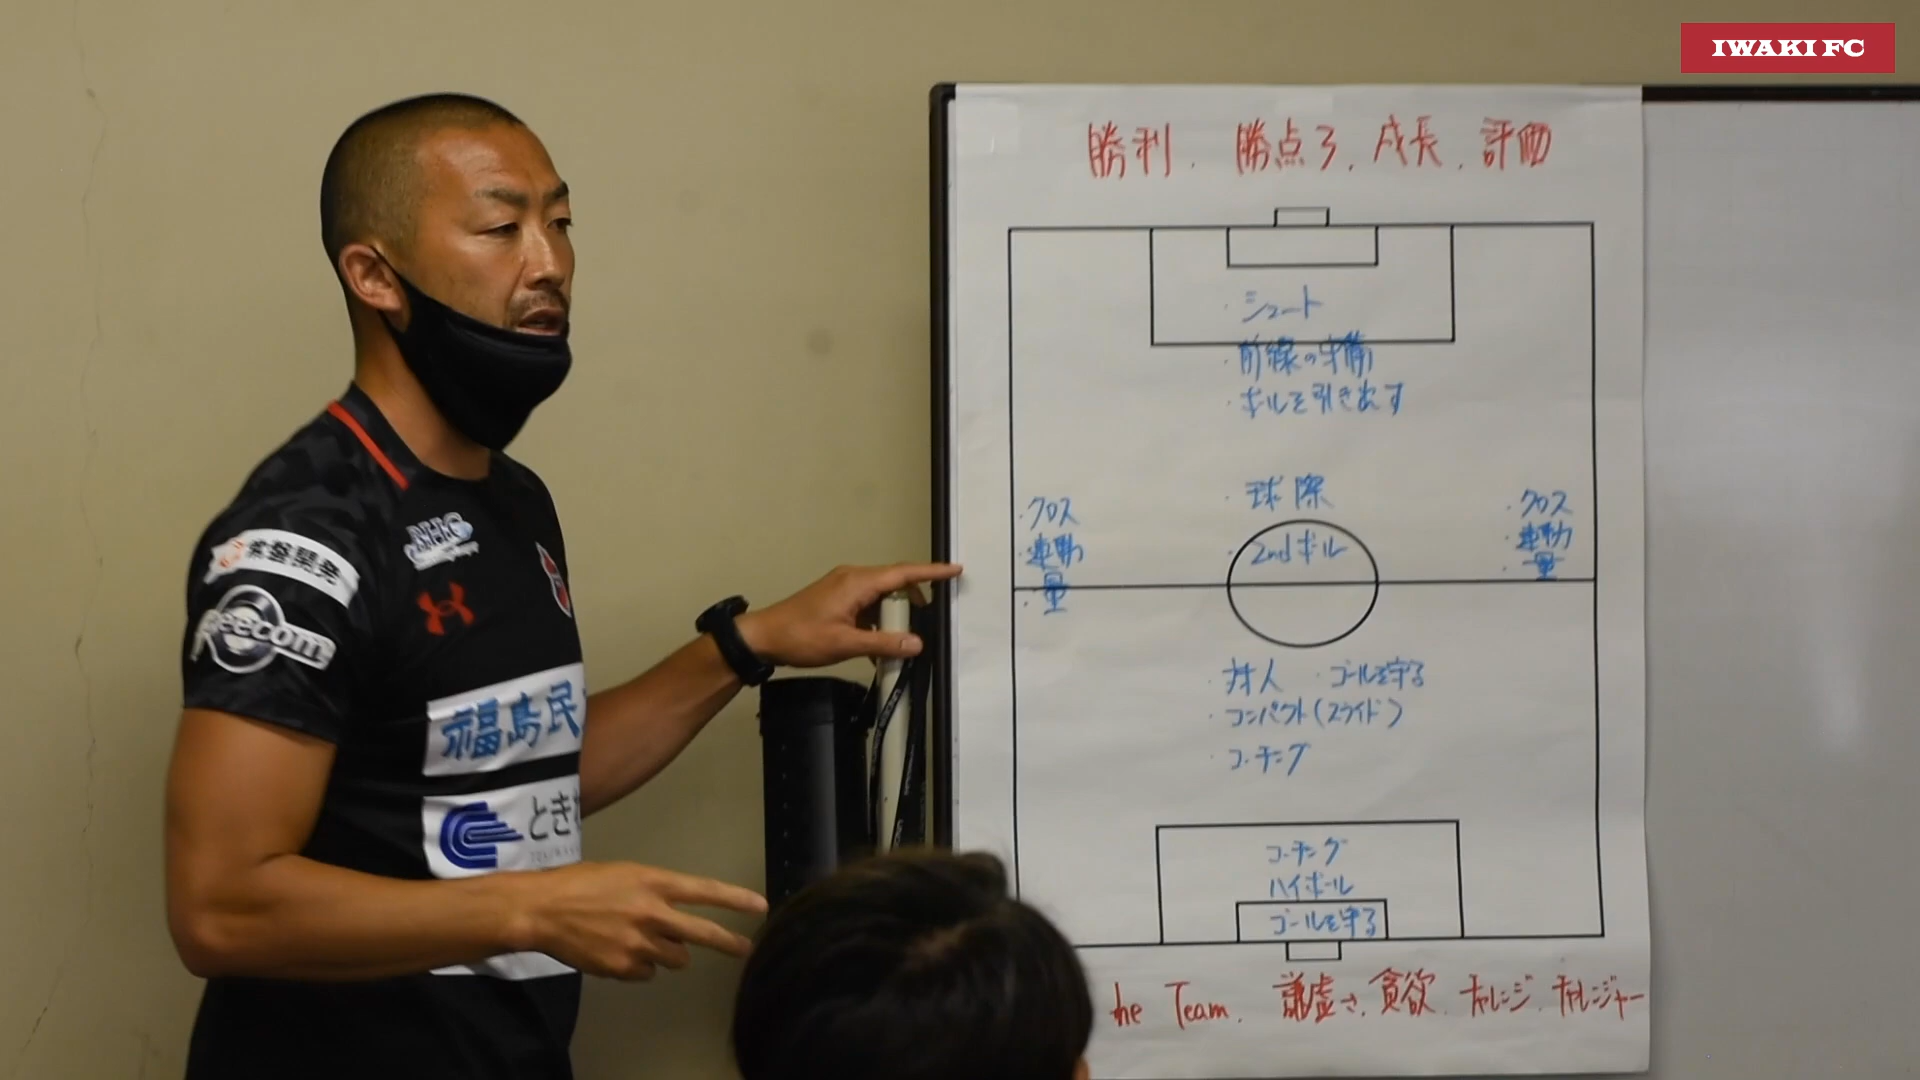 IWAKI FC
勝利. 勝点3. 成長. 評価
・シュート
・前線の守備
・ボールを引き出す
・球際
・2ndボール
・クロス
・運動
・量
・クロス
・運動
・量
・対人 ・ゴールを守る
・コンパクト(スライド)
・コーチング
コーチング
ハイボール
ゴールを守る
he Team. 謙虚さ. 貪欲. チャレンジ. チャレンジャー
常磐開発
福島民
とき